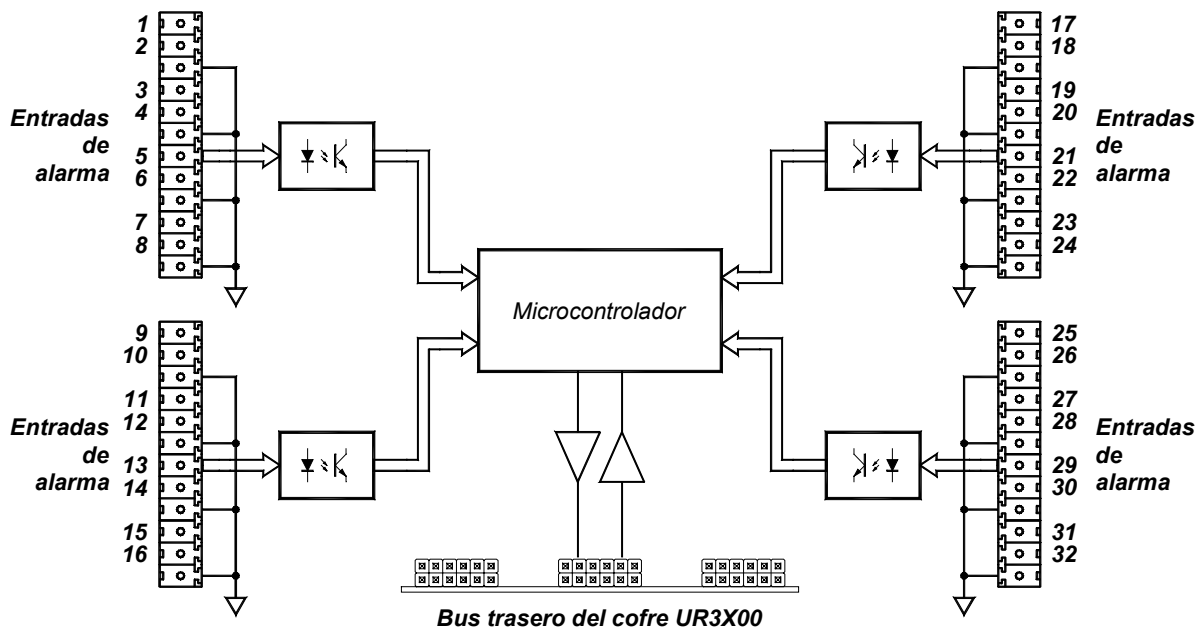 1
2
3
4
5
6
7
8
Entradas
de
alarma
17
18
19
20
21
22
23
24
Entradas
de
alarma
Microcontrolador
9
10
11
12
13
14
15
16
Entradas
de
alarma
25
26
27
28
29
30
31
32
Entradas
de
alarma
Bus trasero del cofre UR3X00